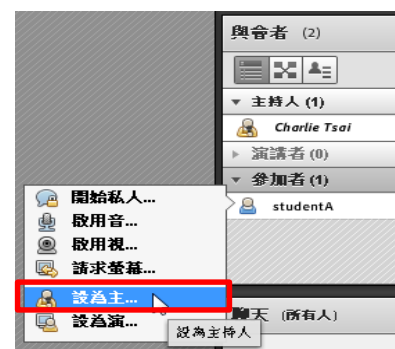 與會者 (2)
主持人 (1)
Charlie Tsai
演講者 (0)
參加者 (1)
studentA
開始私人...
啟用音...
啟用視...
請求螢幕...
設為主...
設為演...
設為主持人
聊天 (所有人)